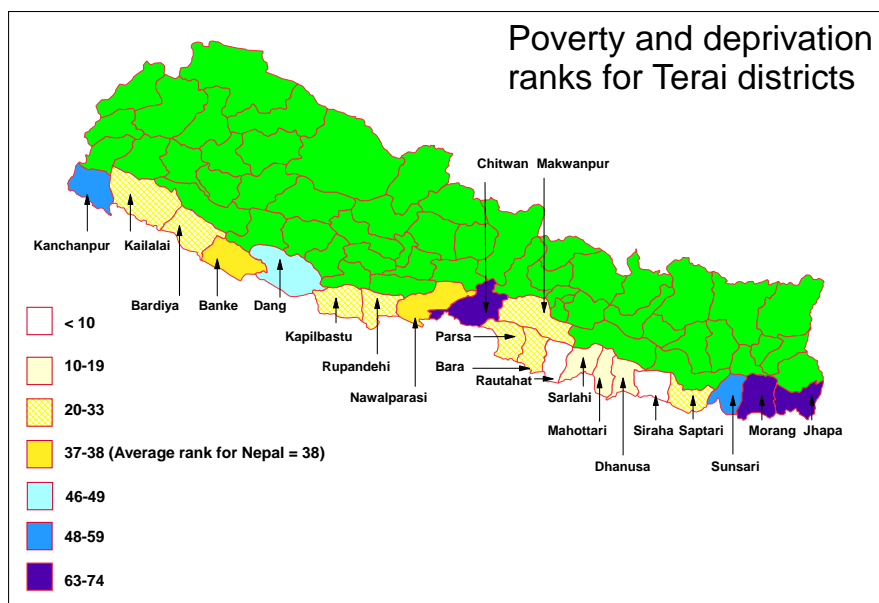 Poverty and deprivation
ranks for Terai districts
Chitwan
Makwanpur
Kanchanpur
Kailalai
Bardiya
Banke
Dang
Kapilbastu
Parsa
Rupandehi
Bara
Rautahat
Nawalparasi
Sarlahi
Mahottari
Siraha
Saptari
Morang
Jhapa
Dhanusa
Sunsari
< 10
10-19
20-33
37-38 (Average rank for Nepal = 38)
46-49
48-59
63-74